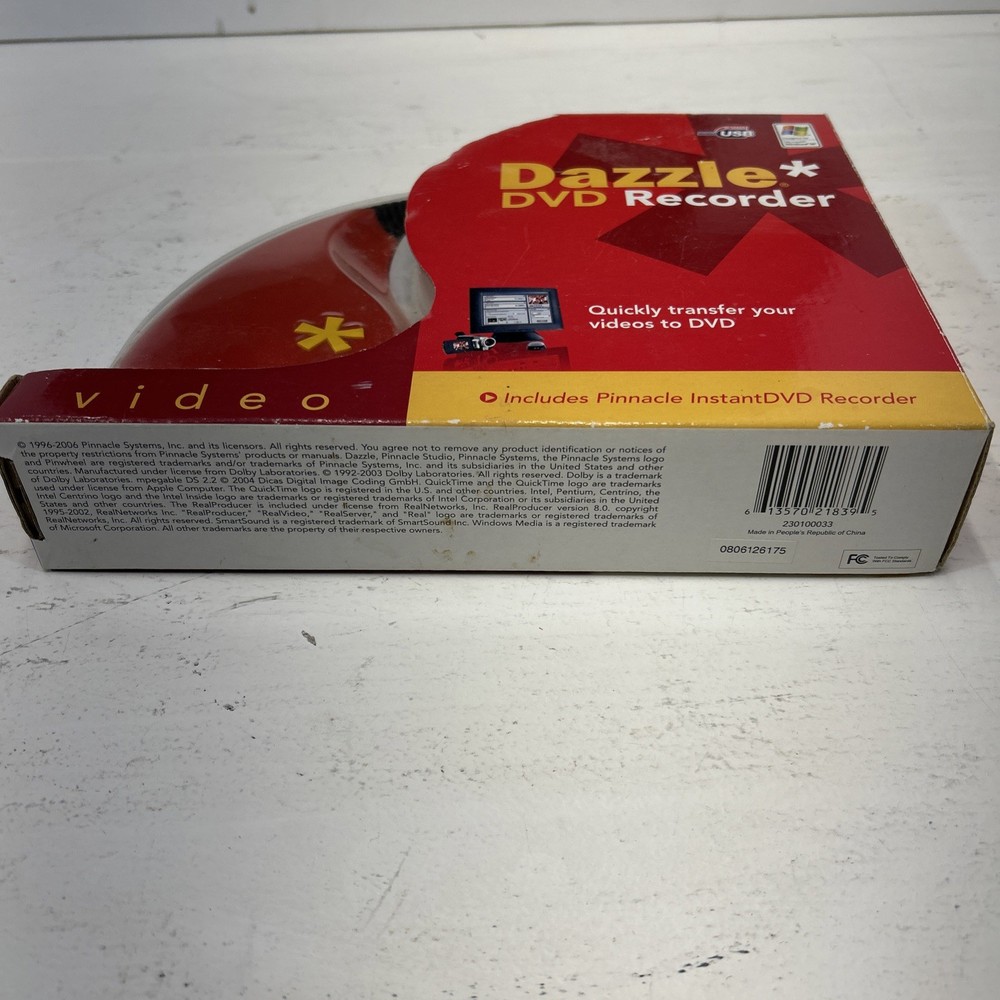 USB
Dazzle*
DVD Recorder
Quickly transfer your
videos to DVD
video
Includes Pinnacle InstantDVD Recorder
© 1996-2006 Pinnacle Systems, Inc. and its licensors. All rights reserved. You agree not to remove any product identification or notices of
the property restrictions from Pinnacle Systems' products or manuals. Dazzle, Pinnacle Studio, Pinnacle Systems, the Pinnacle Systems logo
and Pinwheel are registered trademarks and/or trademarks of Pinnacle Systems, Inc. and its subsidiaries in the United States and other
countries. Manufactured under license from Dolby Laboratories. © 1992-2003 Dolby Laboratories. All rights reserved. Dolby is a trademark
of Dolby Laboratories. mpegable DS 2.2 © 2004 Dicas Digital Image Coding GmbH. QuickTime and the QuickTime logo are trademarks
used under license from Apple Computer. The QuickTime logo is registered in the U.S. and other countries. Intel, Pentium, Centrino, the
Intel Centrino logo and the Intel Inside logo are trademarks or registered trademarks of Intel Corporation or its subsidiaries in the United
States and other countries. The RealProducer is included under license from RealNetworks, Inc. RealProducer version 8.0. copyright
1995-2002, RealNetworks, Inc. "RealProducer," "RealVideo," "RealServer," and "Real" logo are trademarks or registered trademarks of
RealNetworks, Inc. All rights reserved. SmartSound is a registered trademark of SmartSound Inc. Windows Media is a registered trademark
of Microsoft Corporation. All other trademarks are the property of their respective owners.
6 13570 21839 5
230100033
Made in People's Republic of China
0806126175
FC Tested To Comply
With FCC Standards